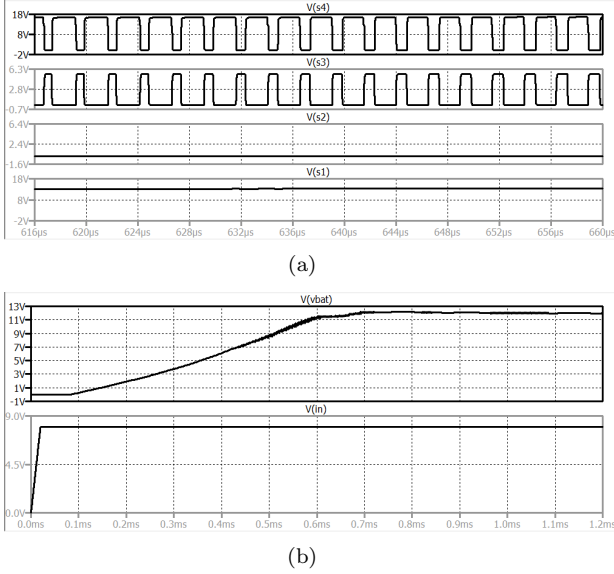 V(s4)
18V
8V
-2V
V(s3)
6.3V
2.8V
-0.7V
V(s2)
6.4V
2.4V
-1.6V
V(s1)
18V
8V
-2V
616µs 620µs 624µs 628µs 632µs 636µs 640µs 644µs 648µs 652µs 656µs 660µs
(a)
V(vbat)
13V
11V
9V
7V
5V
3V
1V
-1V
V(in)
9.0V
4.5V
0.0V
0.0ms 0.1ms 0.2ms 0.3ms 0.4ms 0.5ms 0.6ms 0.7ms 0.8ms 0.9ms 1.0ms 1.1ms 1.2ms
(b)